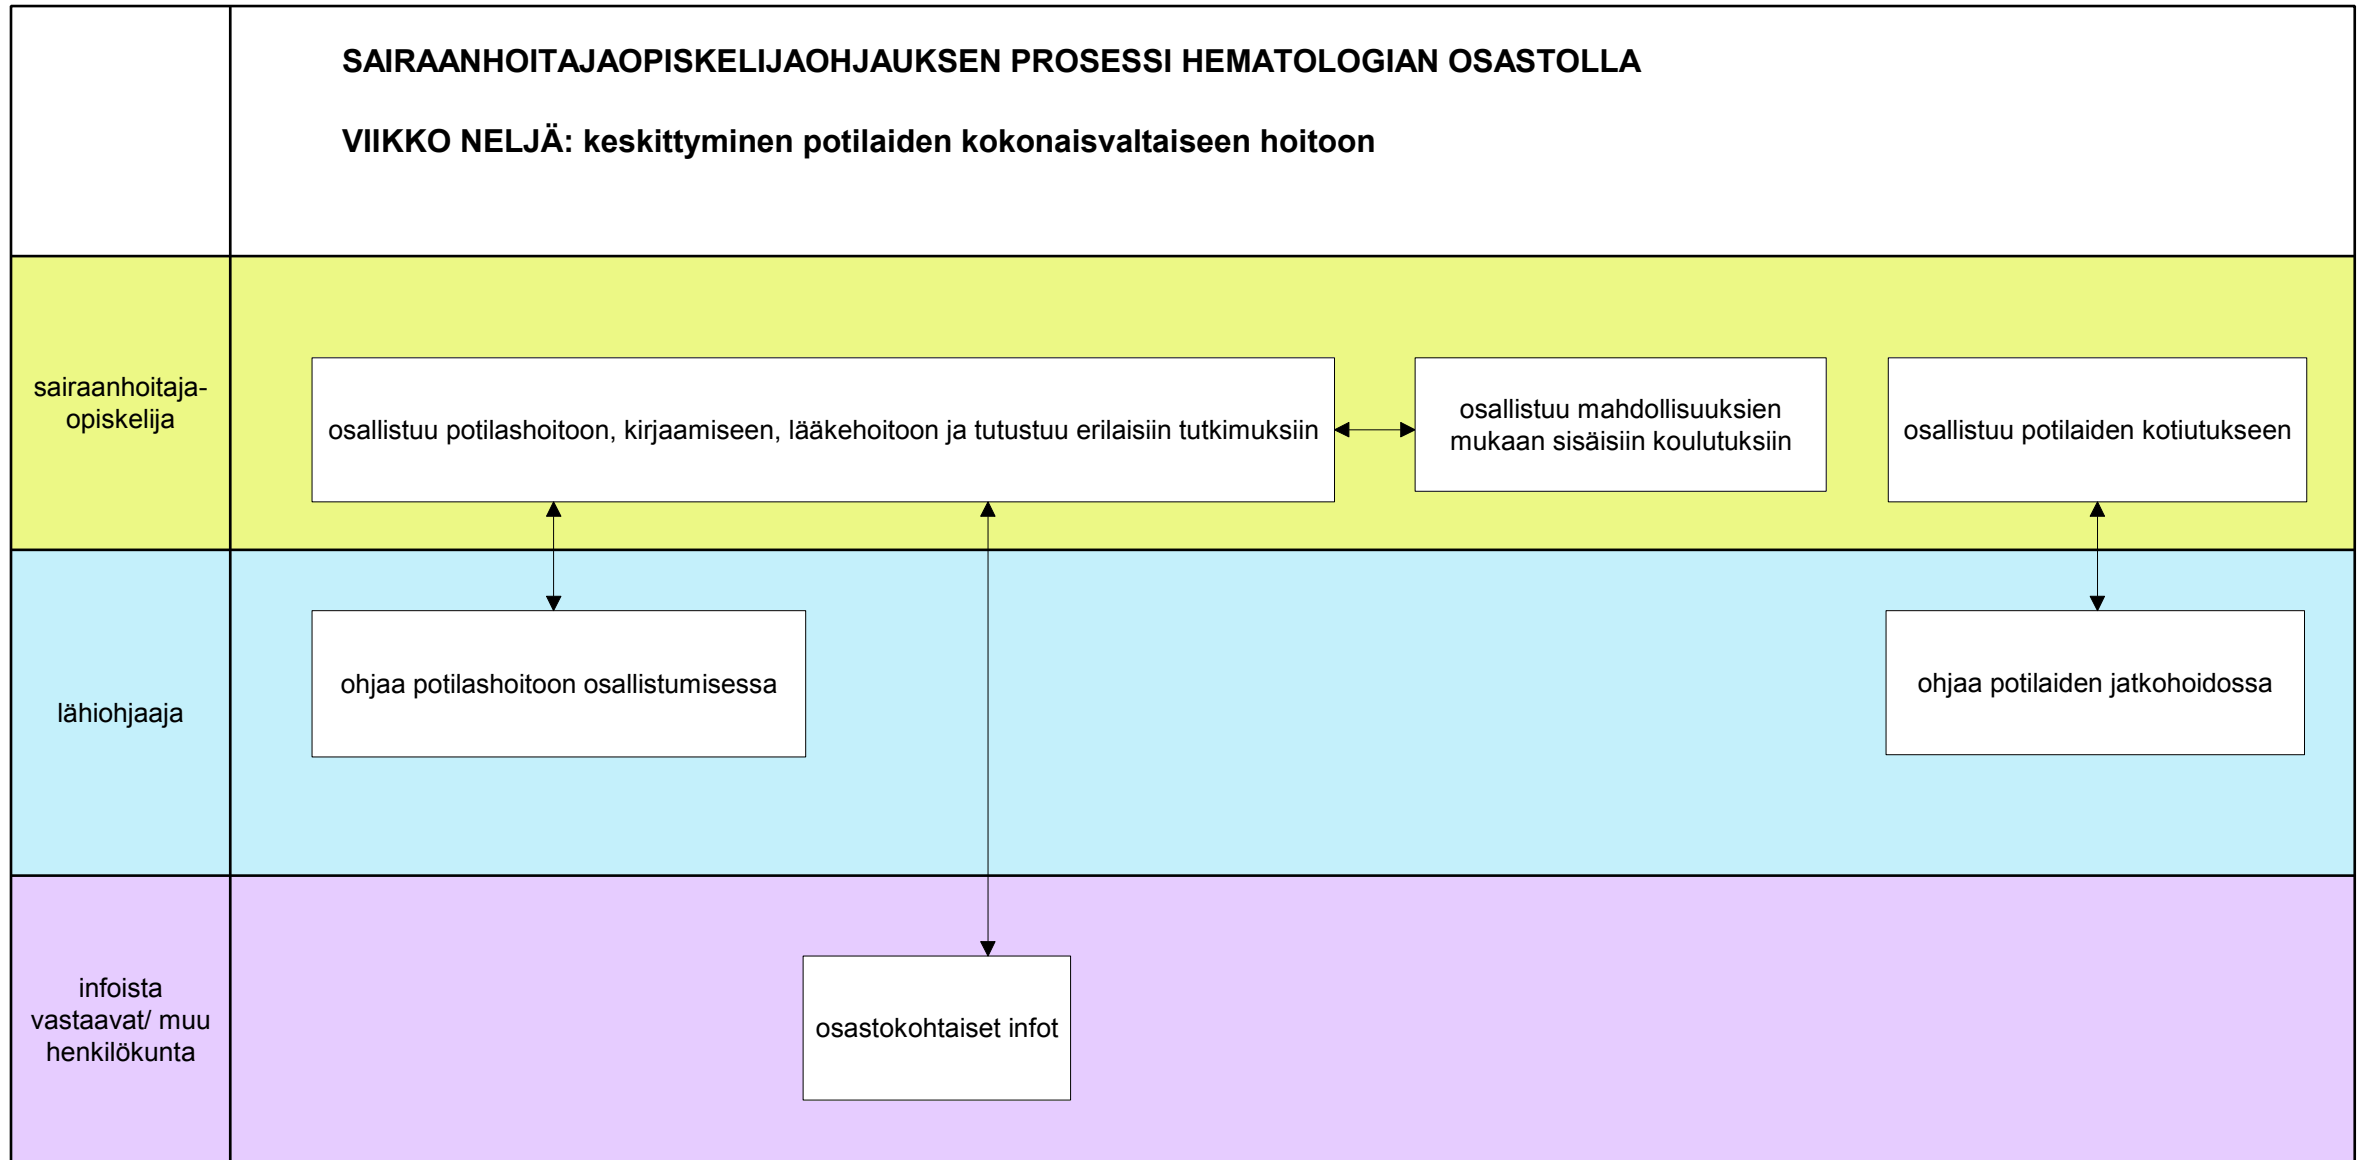 SAIRAANHOITAJAOPISKELIJAOHJAUKSEN PROSESSI HEMATOLOGIAN OSASTOLLA
VIIKKO NELJÄ: keskittyminen potilaiden kokonaisvaltaiseen hoitoon
sairaanhoitaja-
opiskelija
osallistuu potilashoitoon, kirjaamiseen, lääkehoitoon ja tutustuu erilaisiin tutkimuksiin
osallistuu mahdollisuuksien
mukaan sisäisiin koulutuksiin
osallistuu potilaiden kotiutukseen
lähiohjaaja
ohjaa potilashoitoon osallistumisessa
ohjaa potilaiden jatkohoidossa
infoista
vastaavat/ muu
henkilökunta
osastokohtaiset infot